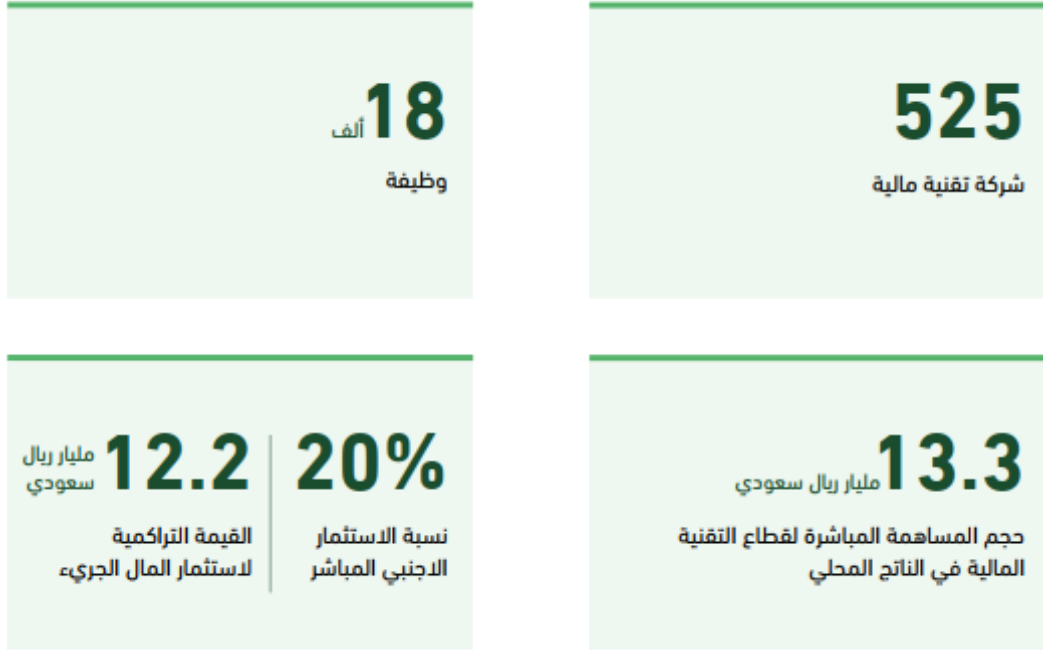 525
شركة تقنية مالية
18 ألف
وظيفة
13.3 مليار ريال سعودي
حجم المساهمة المباشرة لقطاع التقنية
المالية في الناتج المحلي
20%
نسبة الاستثمار
الاجنبي المباشر
12.2 مليار ريال
سعودي
القيمة التراكمية
لاستثمار المال الجريء